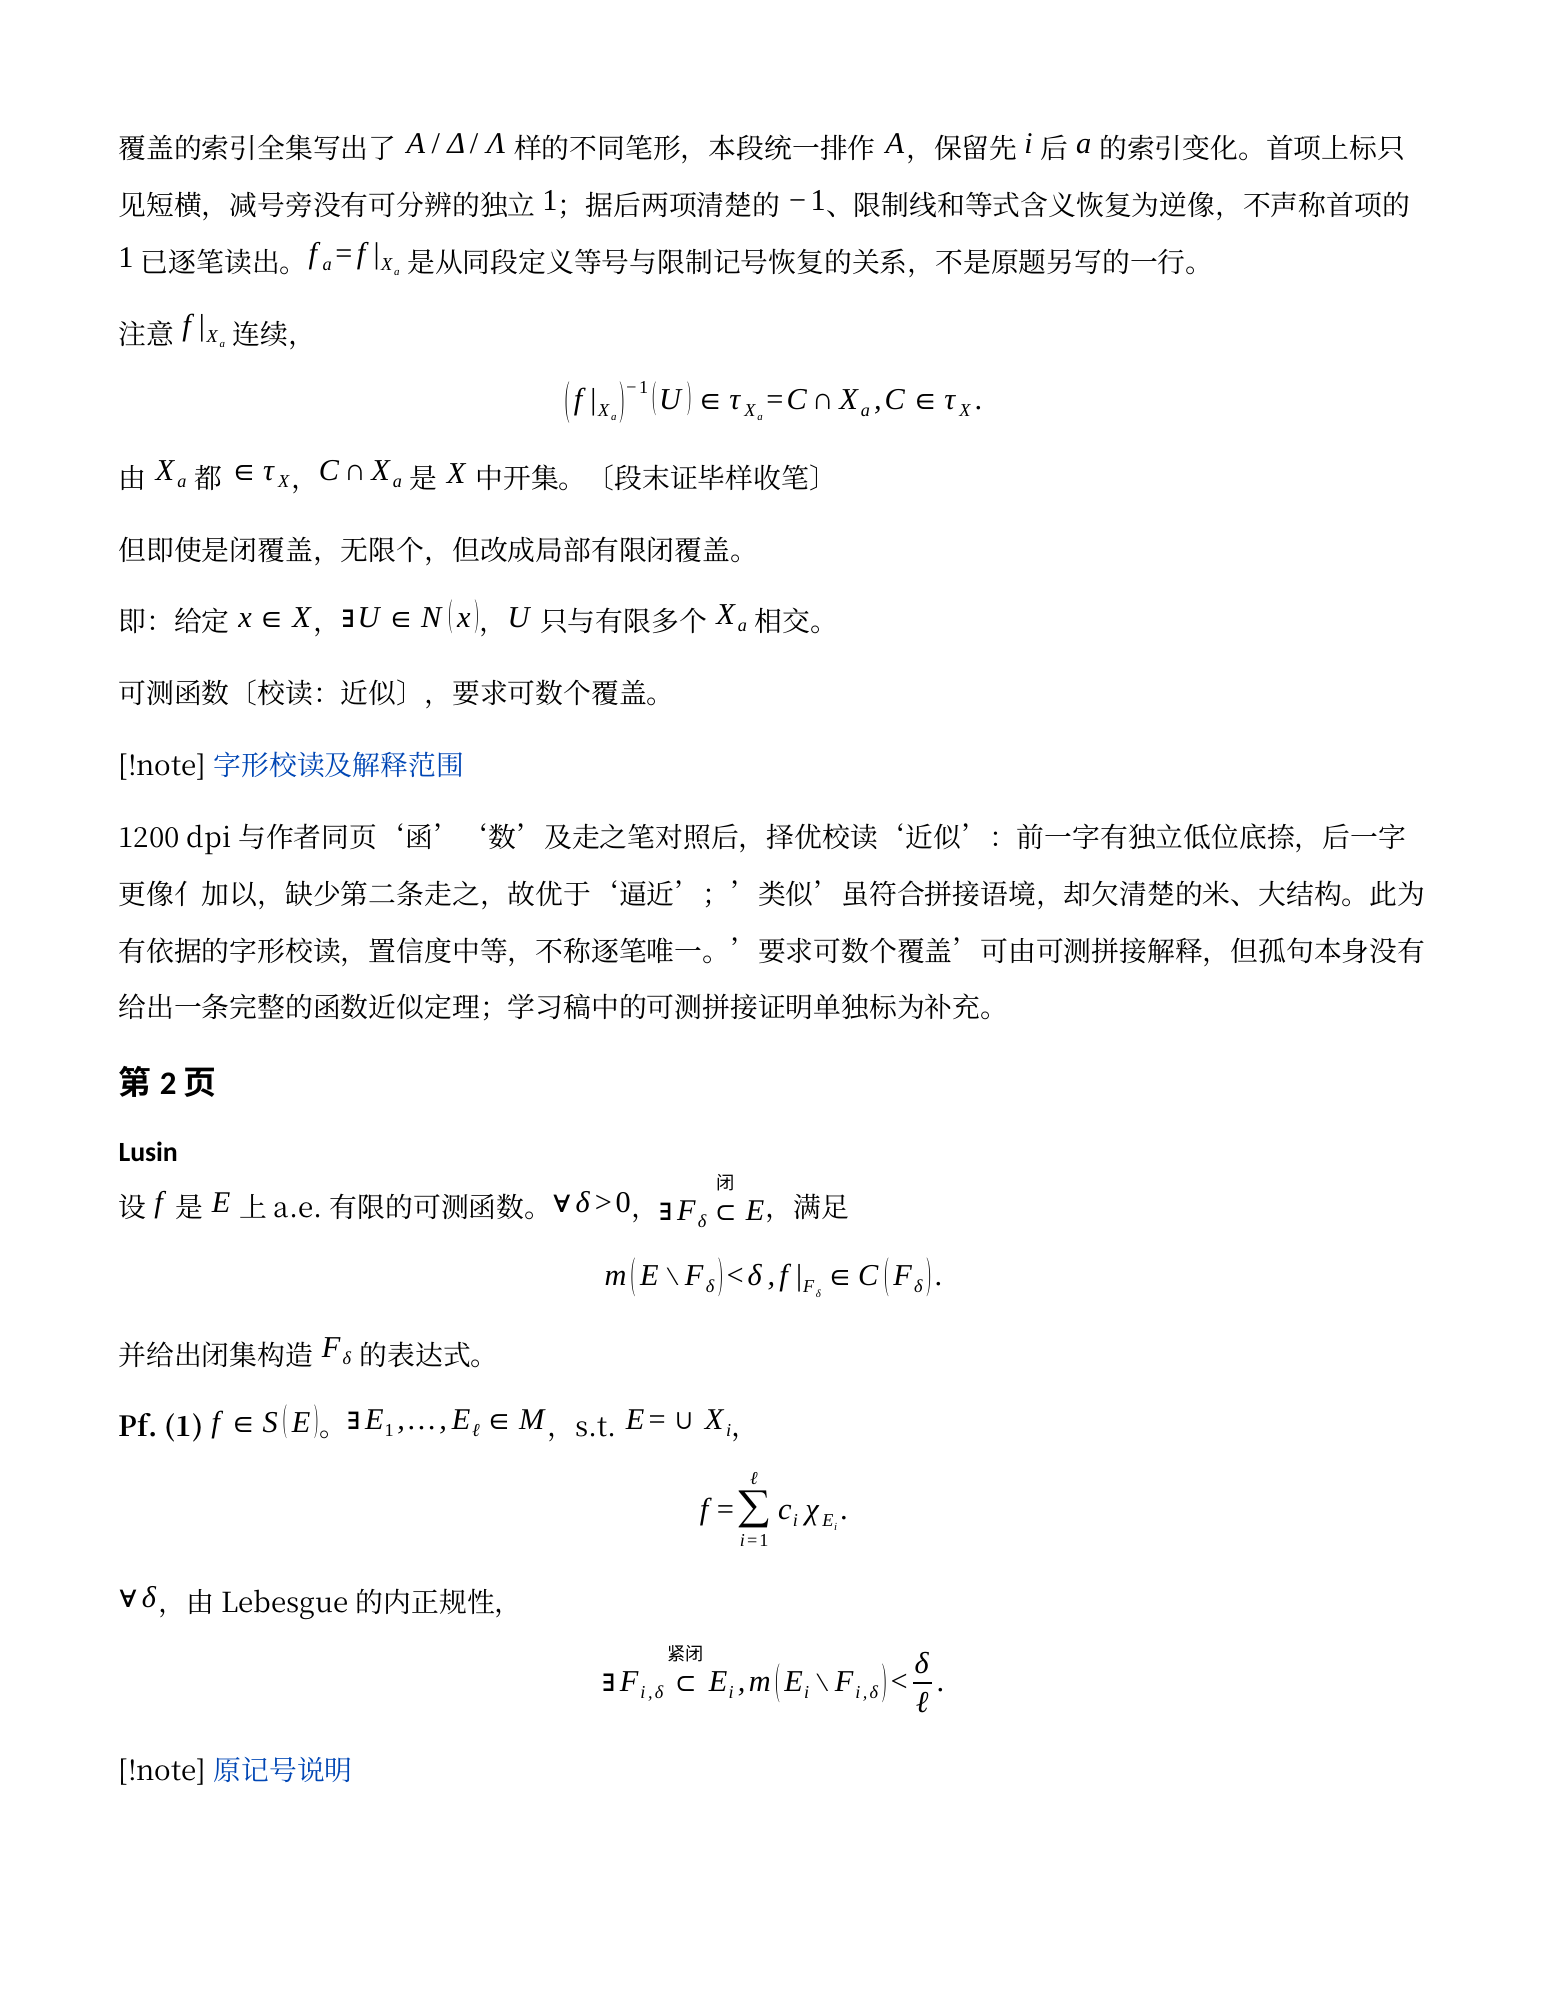 覆盖的索引全集写出了 A/Δ/Λ 样的不同笔形，本段统一排作 A，保留先 i 后 a 的索引变化。首项上标只
见短横，减号旁没有可分辨的独立 1；据后两项清楚的 −1、限制线和等式含义恢复为逆像，不声称首项的
1 已逐笔读出。f_a=f|_{X_a} 是从同段定义等号与限制记号恢复的关系，不是原题另写的一行。
注意 f|_{X_a} 连续，
(f|_{X_a})^{−1}(U)∈τ_{X_a}=C∩X_a,C∈τ_X.
由 X_a 都 ∈τ_X，C∩X_a 是 X 中开集。〔段末证毕样收笔〕
但即使是闭覆盖，无限个，但改成局部有限闭覆盖。
即：给定 x∈X，∃U∈N(x)，U 只与有限多个 X_a 相交。
可测函数〔校读：近似〕，要求可数个覆盖。
[!note] 字形校读及解释范围
1200 dpi 与作者同页‘函’‘数’及走之笔对照后，择优校读‘近似’：前一字有独立低位底捺，后一字
更像亻加以，缺少第二条走之，故优于‘逼近’；’类似’虽符合拼接语境，却欠清楚的米、大结构。此为
有依据的字形校读，置信度中等，不称逐笔唯一。’要求可数个覆盖’可由可测拼接解释，但孤句本身没有
给出一条完整的函数近似定理；学习稿中的可测拼接证明单独标为补充。
第 2 页
Lusin
设 f 是 E 上 a.e. 有限的可测函数。∀δ>0，∃F_δ \overset{闭}{⊂} E，满足
m(E∖F_δ)<δ,f|_{F_δ}∈C(F_δ).
并给出闭集构造 F_δ 的表达式。
Pf. (1) f∈S(E)。∃E_1,…,E_ℓ∈M，s.t. E=∪X_i，
f=∑_{i=1}^{ℓ} c_i χ_{E_i}.
∀δ，由 Lebesgue 的内正规性，
∃F_{i,δ} \overset{紧闭}{⊂} E_i,m(E_i∖F_{i,δ})<\frac{δ}{ℓ}.
[!note] 原记号说明